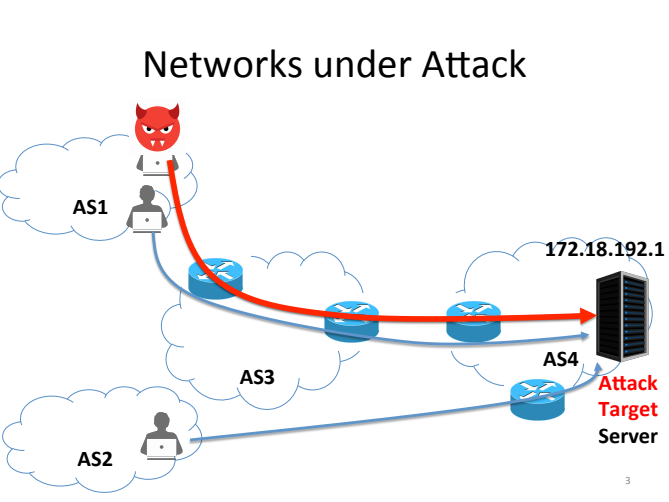 Networks under Attack
AS1
172.18.192.1
AS4
AS3
Attack
Target
Server
AS2
3